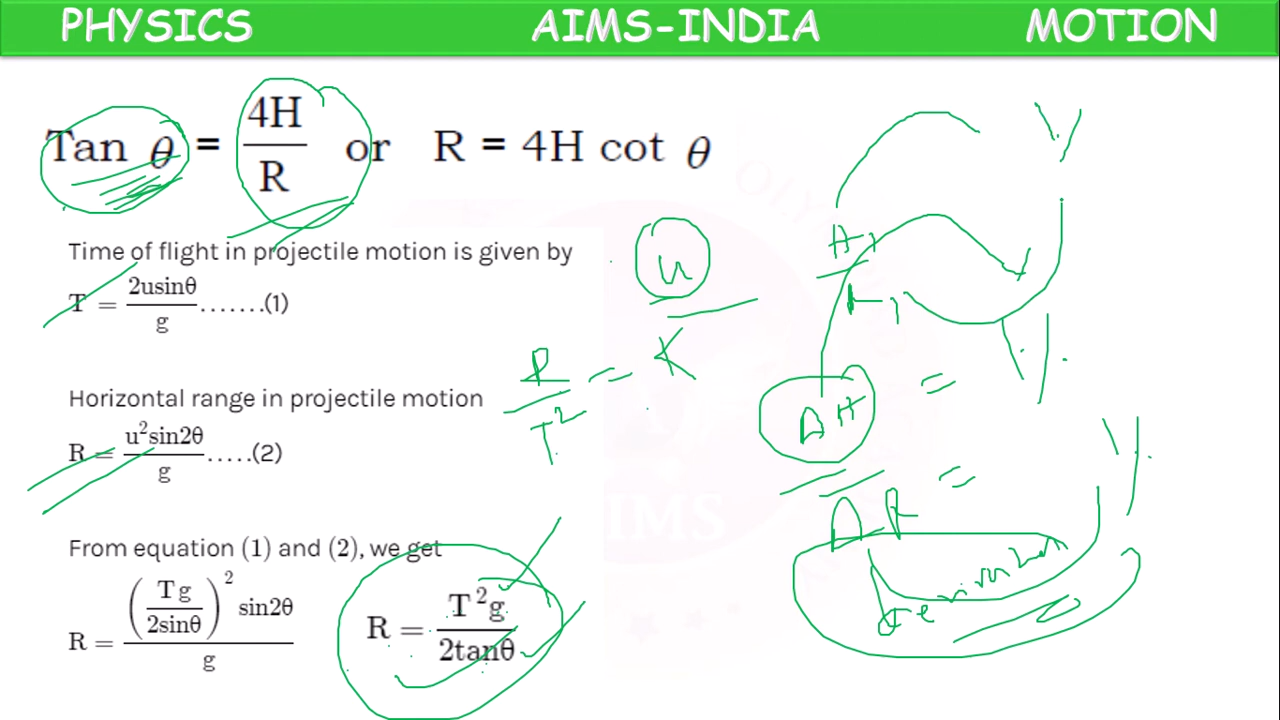 PHYSICS AIMS-INDIA MOTION
Tan θ = 4H/R or R = 4H cot θ
Time of flight in projectile motion is given by
T = 2usinθ/g .......(1)
u
R/T² = K
Horizontal range in projectile motion
R = u²sin2θ/g .....(2)
ΔH =
ΔR =
From equation (1) and (2), we get
R = (Tg/2sinθ)² sin2θ/g
R = T²g/2tanθ
IMS